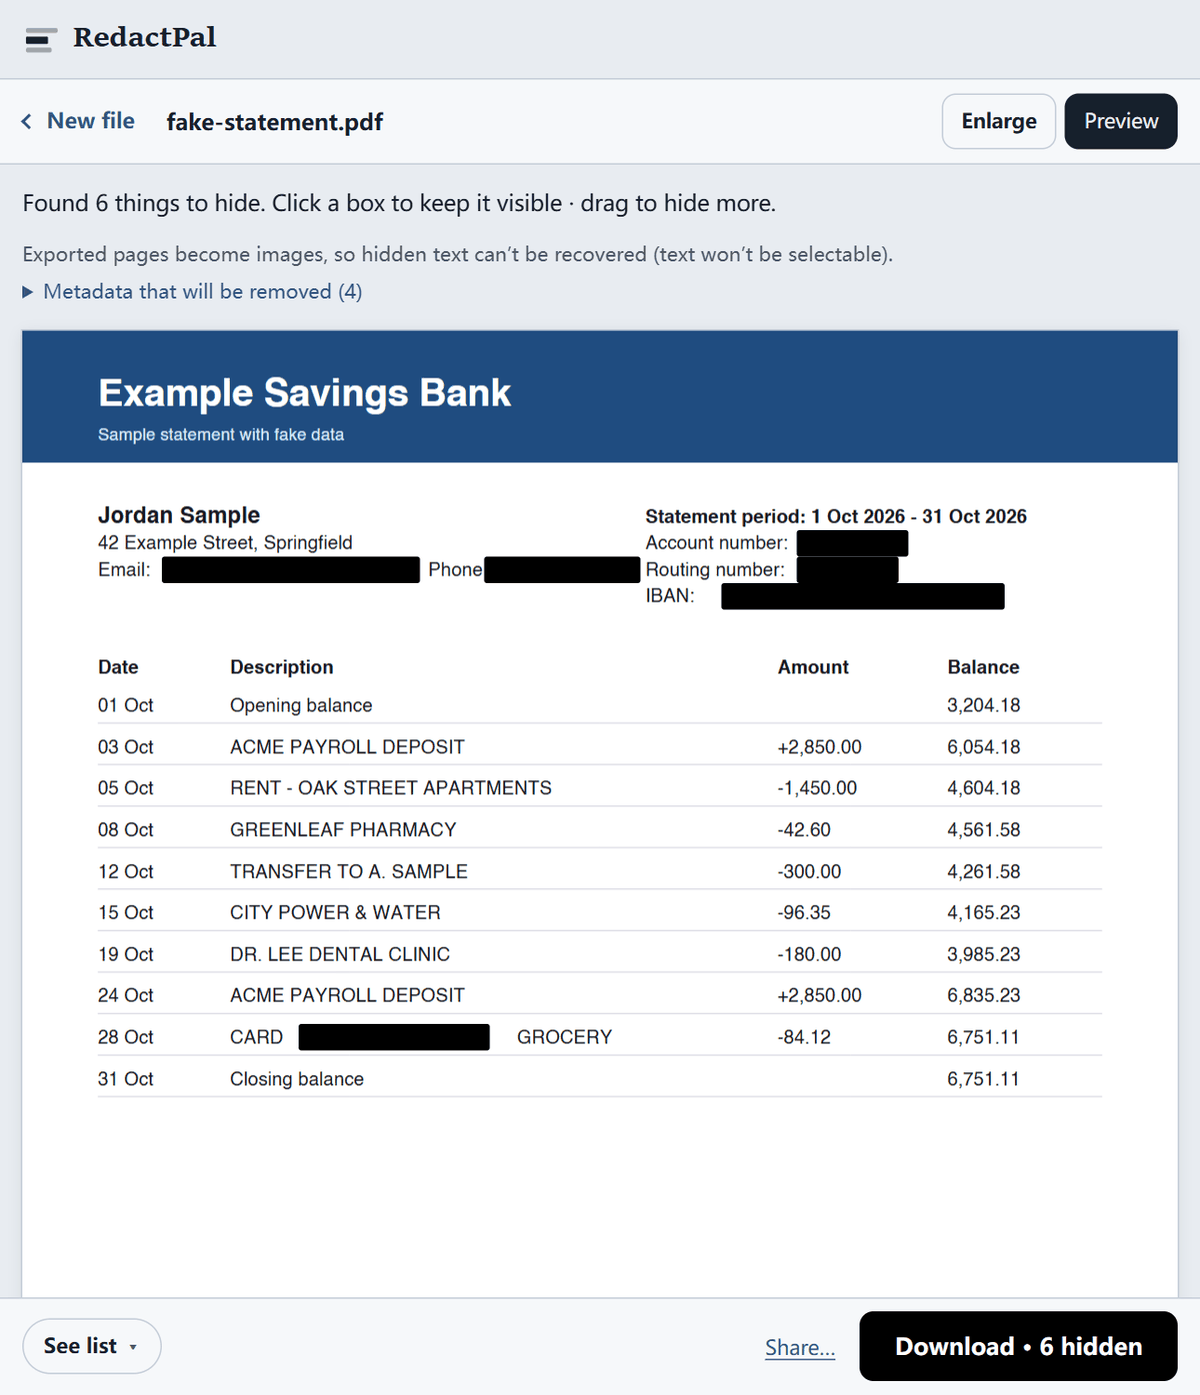 RedactPal
New file
fake-statement.pdf
Enlarge
Preview
Found 6 things to hide. Click a box to keep it visible · drag to hide more.
Exported pages become images, so hidden text can’t be recovered (text won’t be selectable).
Metadata that will be removed (4)
Example Savings Bank
Sample statement with fake data
Jordan Sample
42 Example Street, Springfield
Email: Phone
Statement period: 1 Oct 2026 - 31 Oct 2026
Account number:
Routing number:
IBAN:
Date Description Amount Balance
01 Oct Opening balance 3,204.18
03 Oct ACME PAYROLL DEPOSIT +2,850.00 6,054.18
05 Oct RENT - OAK STREET APARTMENTS -1,450.00 4,604.18
08 Oct GREENLEAF PHARMACY -42.60 4,561.58
12 Oct TRANSFER TO A. SAMPLE -300.00 4,261.58
15 Oct CITY POWER & WATER -96.35 4,165.23
19 Oct DR. LEE DENTAL CLINIC -180.00 3,985.23
24 Oct ACME PAYROLL DEPOSIT +2,850.00 6,835.23
28 Oct CARD GROCERY -84.12 6,751.11
31 Oct Closing balance 6,751.11
See list
Share...
Download • 6 hidden